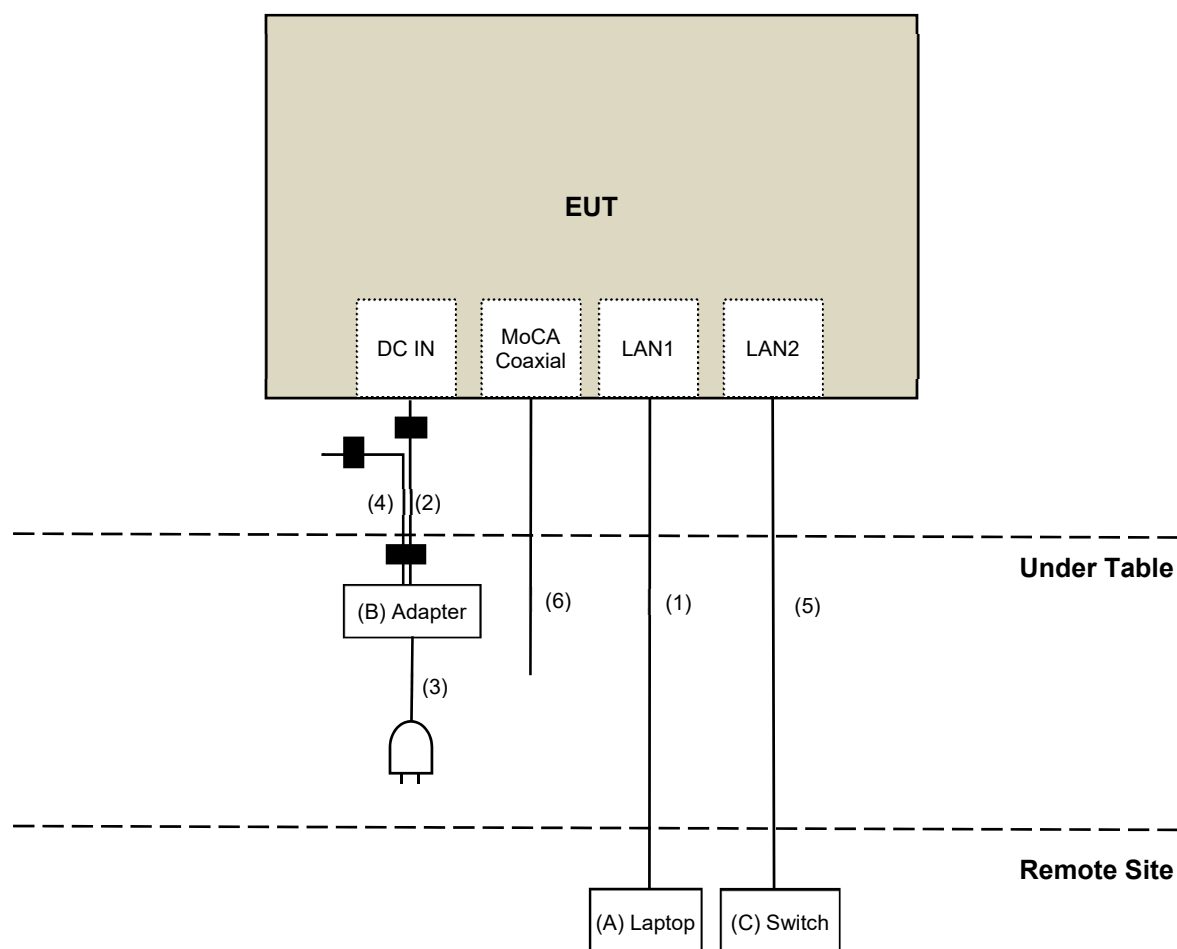 EUT
DC IN
MoCA
Coaxial
LAN1
LAN2
(4)
(2)
Under Table
(B) Adapter
(6)
(1)
(5)
(3)
Remote Site
(A) Laptop
(C) Switch